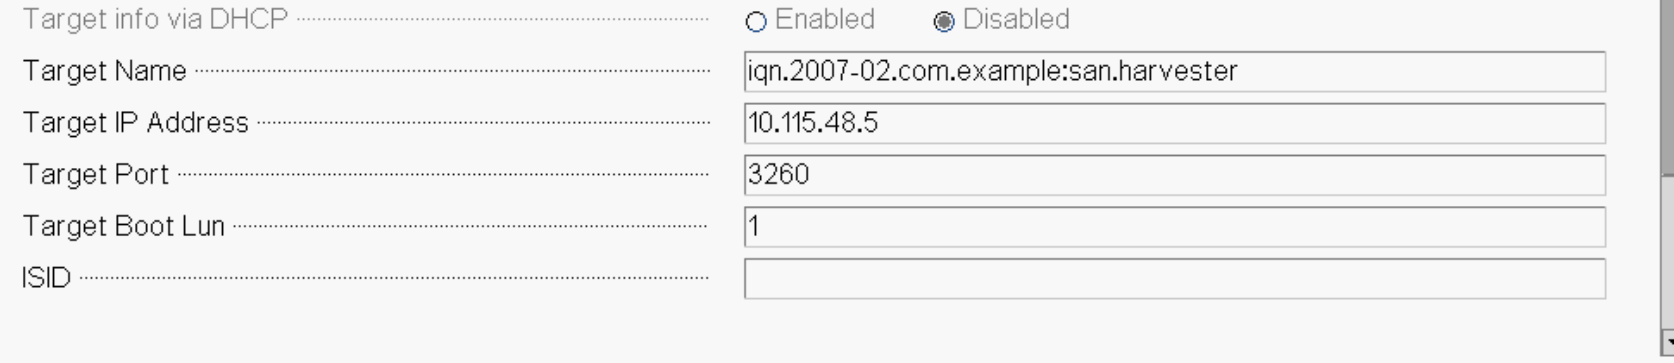 Target info via DHCP Enabled Disabled
Target Name iqn.2007-02.com.example:san.harvester
Target IP Address 10.115.48.5
Target Port 3260
Target Boot Lun 1
ISID